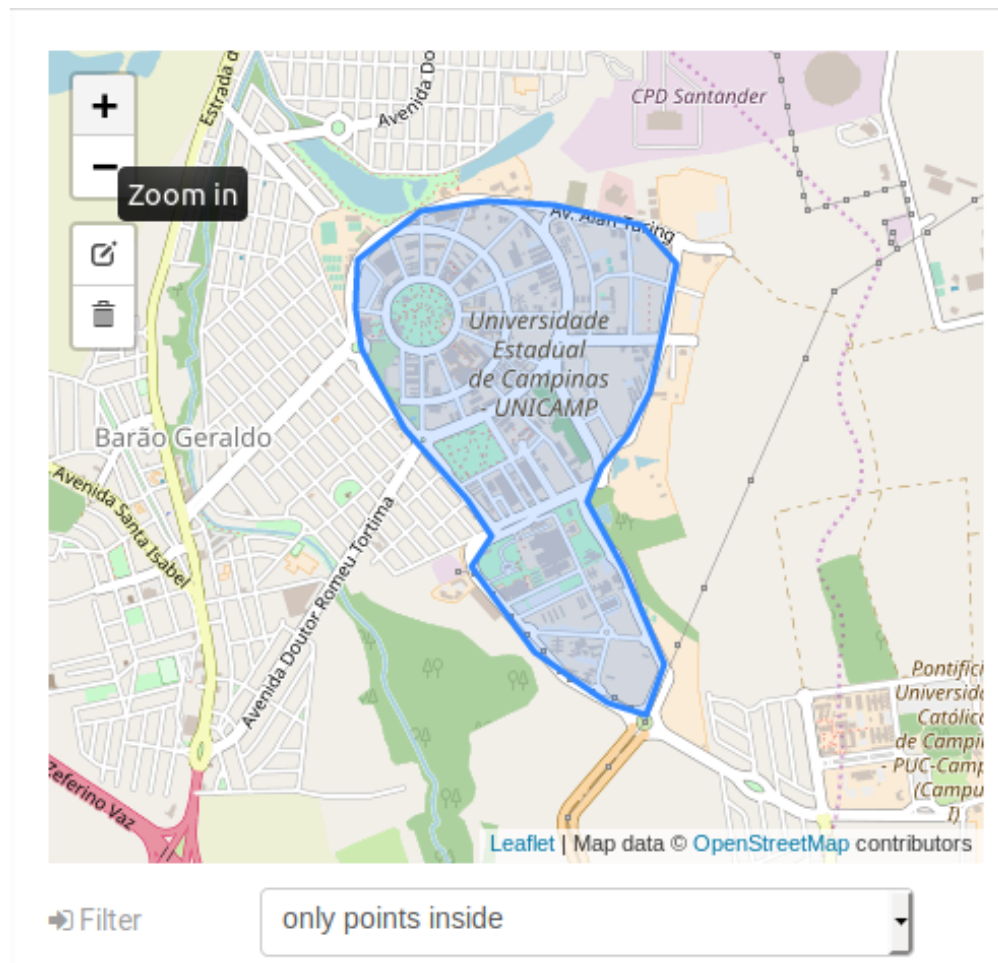 Estrada d
Avenida Do
CPD Santander
+
−
Zoom in
Av. Alan Turing
Universidade
Estadual
de Campinas
- UNICAMP
Barão Geraldo
Avenida Santa Isabel
Avenida Doutor Romeu Tortima
Pontifíci
Universida
Católica
de Campi
- PUC-Camp
(Campu
I)
Zeferino Vaz
Leaflet | Map data © OpenStreetMap contributors
Filter
only points inside